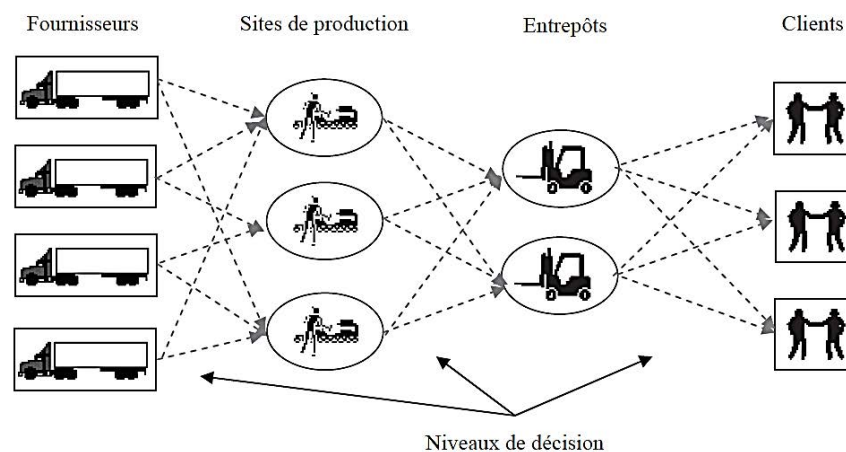 Fournisseurs
Sites de production
Entrepôts
Clients
Niveaux de décision